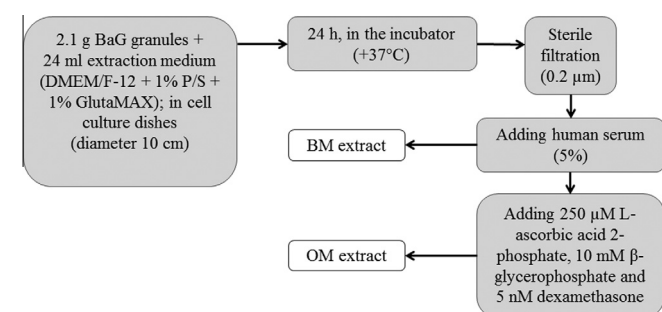 2.1 g BaG granules +
24 ml extraction medium
(DMEM/F-12 + 1% P/S +
1% GlutaMAX); in cell
culture dishes
(diameter 10 cm)
24 h, in the incubator
(+37°C)
Sterile
filtration
(0.2 µm)
Adding human serum
(5%)
BM extract
Adding 250 µM L-
ascorbic acid 2-
phosphate, 10 mM β-
glycerophosphate and
5 nM dexamethasone
OM extract